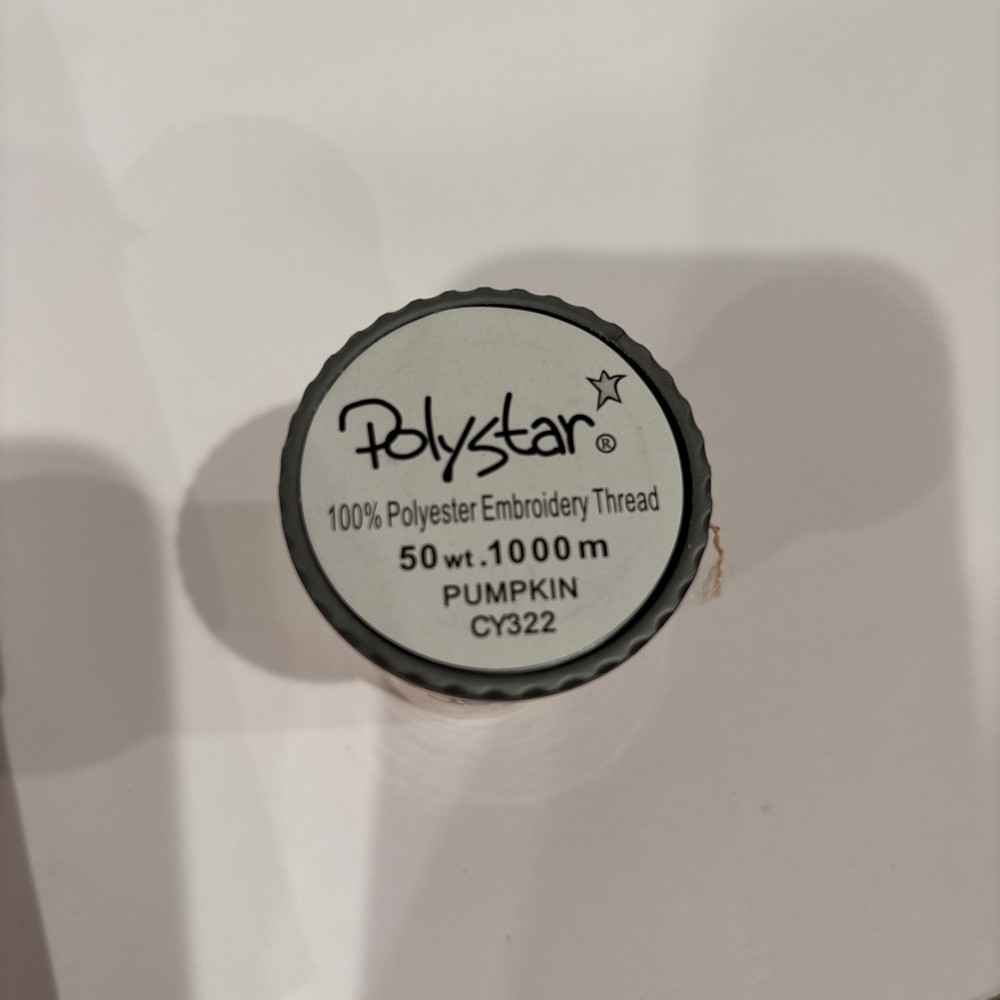 Polystar®
100% Polyester Embroidery Thread
50 wt. 1000 m
PUMPKIN
CY322